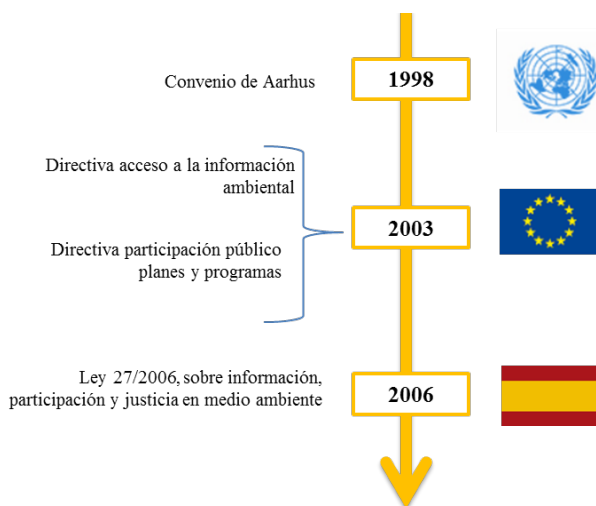 Convenio de Aarhus
1998
Directiva acceso a la información
ambiental
Directiva participación público
planes y programas
2003
Ley 27/2006, sobre información,
participación y justicia en medio ambiente
2006